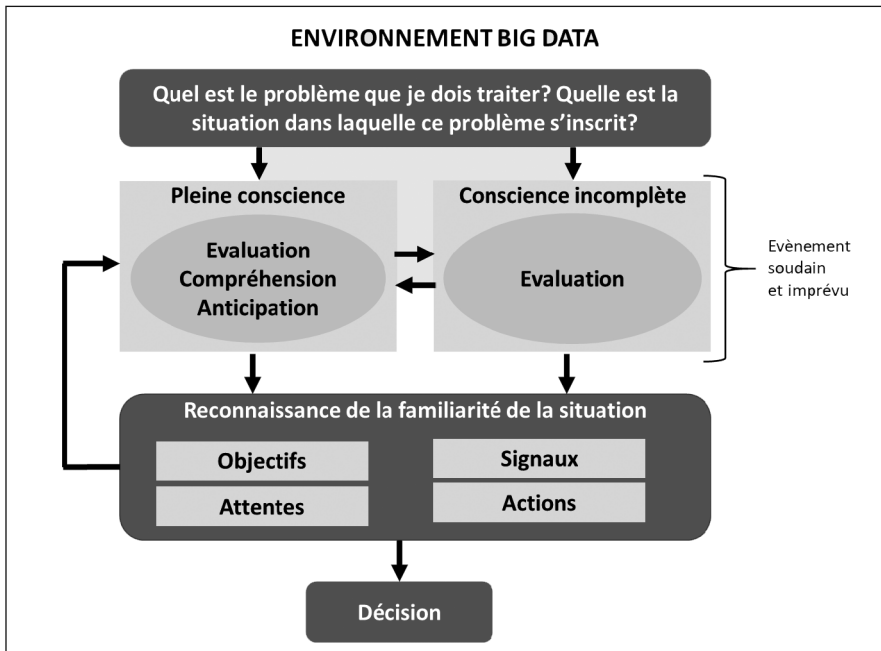 ENVIRONNEMENT BIG DATA
Quel est le problème que je dois traiter? Quelle est la
situation dans laquelle ce problème s’inscrit?
Pleine conscience
Evaluation
Compréhension
Anticipation
Conscience incomplète
Evaluation
Evènement
soudain
et imprévu
Reconnaissance de la familiarité de la situation
Objectifs
Signaux
Attentes
Actions
Décision